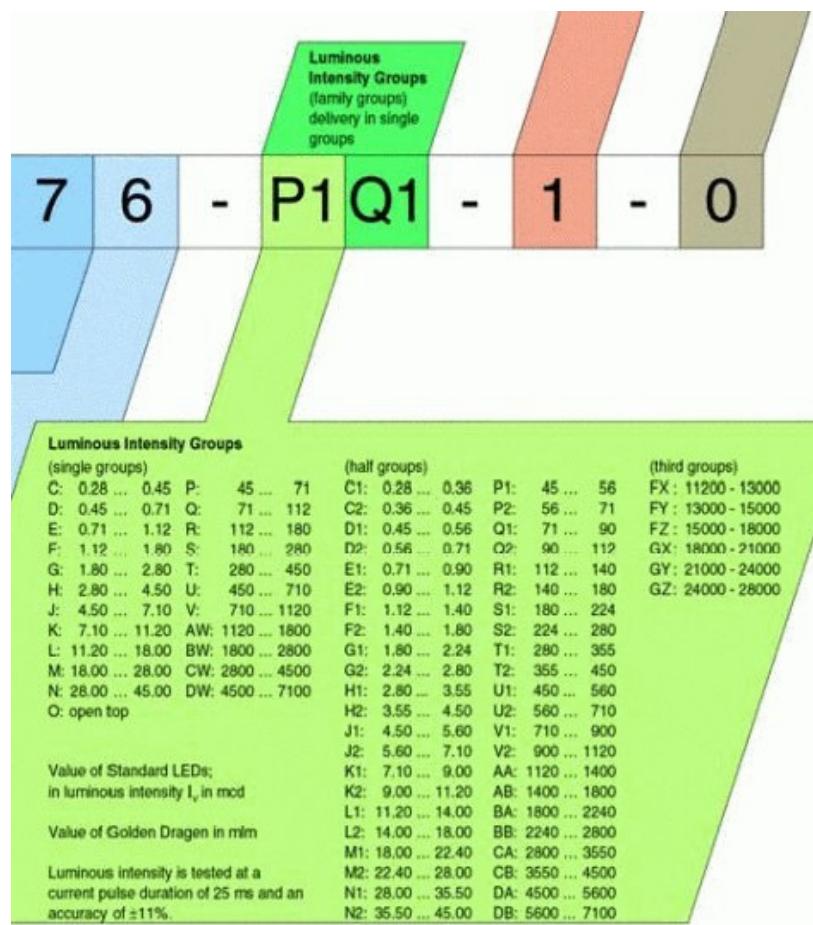 Luminous
Intensity Groups
(family groups)
delivery in single
groups
7 6 - P1 Q1 - 1 - 0
Luminous Intensity Groups
(single groups)
C: 0.28 ... 0.45 P: 45 ... 71
D: 0.45 ... 0.71 Q: 71 ... 112
E: 0.71 ... 1.12 R: 112 ... 180
F: 1.12 ... 1.80 S: 180 ... 280
G: 1.80 ... 2.80 T: 280 ... 450
H: 2.80 ... 4.50 U: 450 ... 710
J: 4.50 ... 7.10 V: 710 ... 1120
K: 7.10 ... 11.20 AW: 1120 ... 1800
L: 11.20 ... 18.00 BW: 1800 ... 2800
M: 18.00 ... 28.00 CW: 2800 ... 4500
N: 28.00 ... 45.00 DW: 4500 ... 7100
O: open top
Value of Standard LEDs;
in luminous intensity Iv in mcd
Value of Golden Dragen in mlm
Luminous intensity is tested at a
current pulse duration of 25 ms and an
accuracy of ±11%.
(half groups)
C1: 0.28 ... 0.36 P1: 45 ... 56
C2: 0.36 ... 0.45 P2: 56 ... 71
D1: 0.45 ... 0.56 Q1: 71 ... 90
D2: 0.56 ... 0.71 Q2: 90 ... 112
E1: 0.71 ... 0.90 R1: 112 ... 140
E2: 0.90 ... 1.12 R2: 140 ... 180
F1: 1.12 ... 1.40 S1: 180 ... 224
F2: 1.40 ... 1.80 S2: 224 ... 280
G1: 1.80 ... 2.24 T1: 280 ... 355
G2: 2.24 ... 2.80 T2: 355 ... 450
H1: 2.80 ... 3.55 U1: 450 ... 560
H2: 3.55 ... 4.50 U2: 560 ... 710
J1: 4.50 ... 5.60 V1: 710 ... 900
J2: 5.60 ... 7.10 V2: 900 ... 1120
K1: 7.10 ... 9.00 AA: 1120 ... 1400
K2: 9.00 ... 11.20 AB: 1400 ... 1800
L1: 11.20 ... 14.00 BA: 1800 ... 2240
L2: 14.00 ... 18.00 BB: 2240 ... 2800
M1: 18.00 ... 22.40 CA: 2800 ... 3550
M2: 22.40 ... 28.00 CB: 3550 ... 4500
N1: 28.00 ... 35.50 DA: 4500 ... 5600
N2: 35.50 ... 45.00 DB: 5600 ... 7100
(third groups)
FX : 11200 - 13000
FY : 13000 - 15000
FZ : 15000 - 18000
GX : 18000 - 21000
GY : 21000 - 24000
GZ : 24000 - 28000